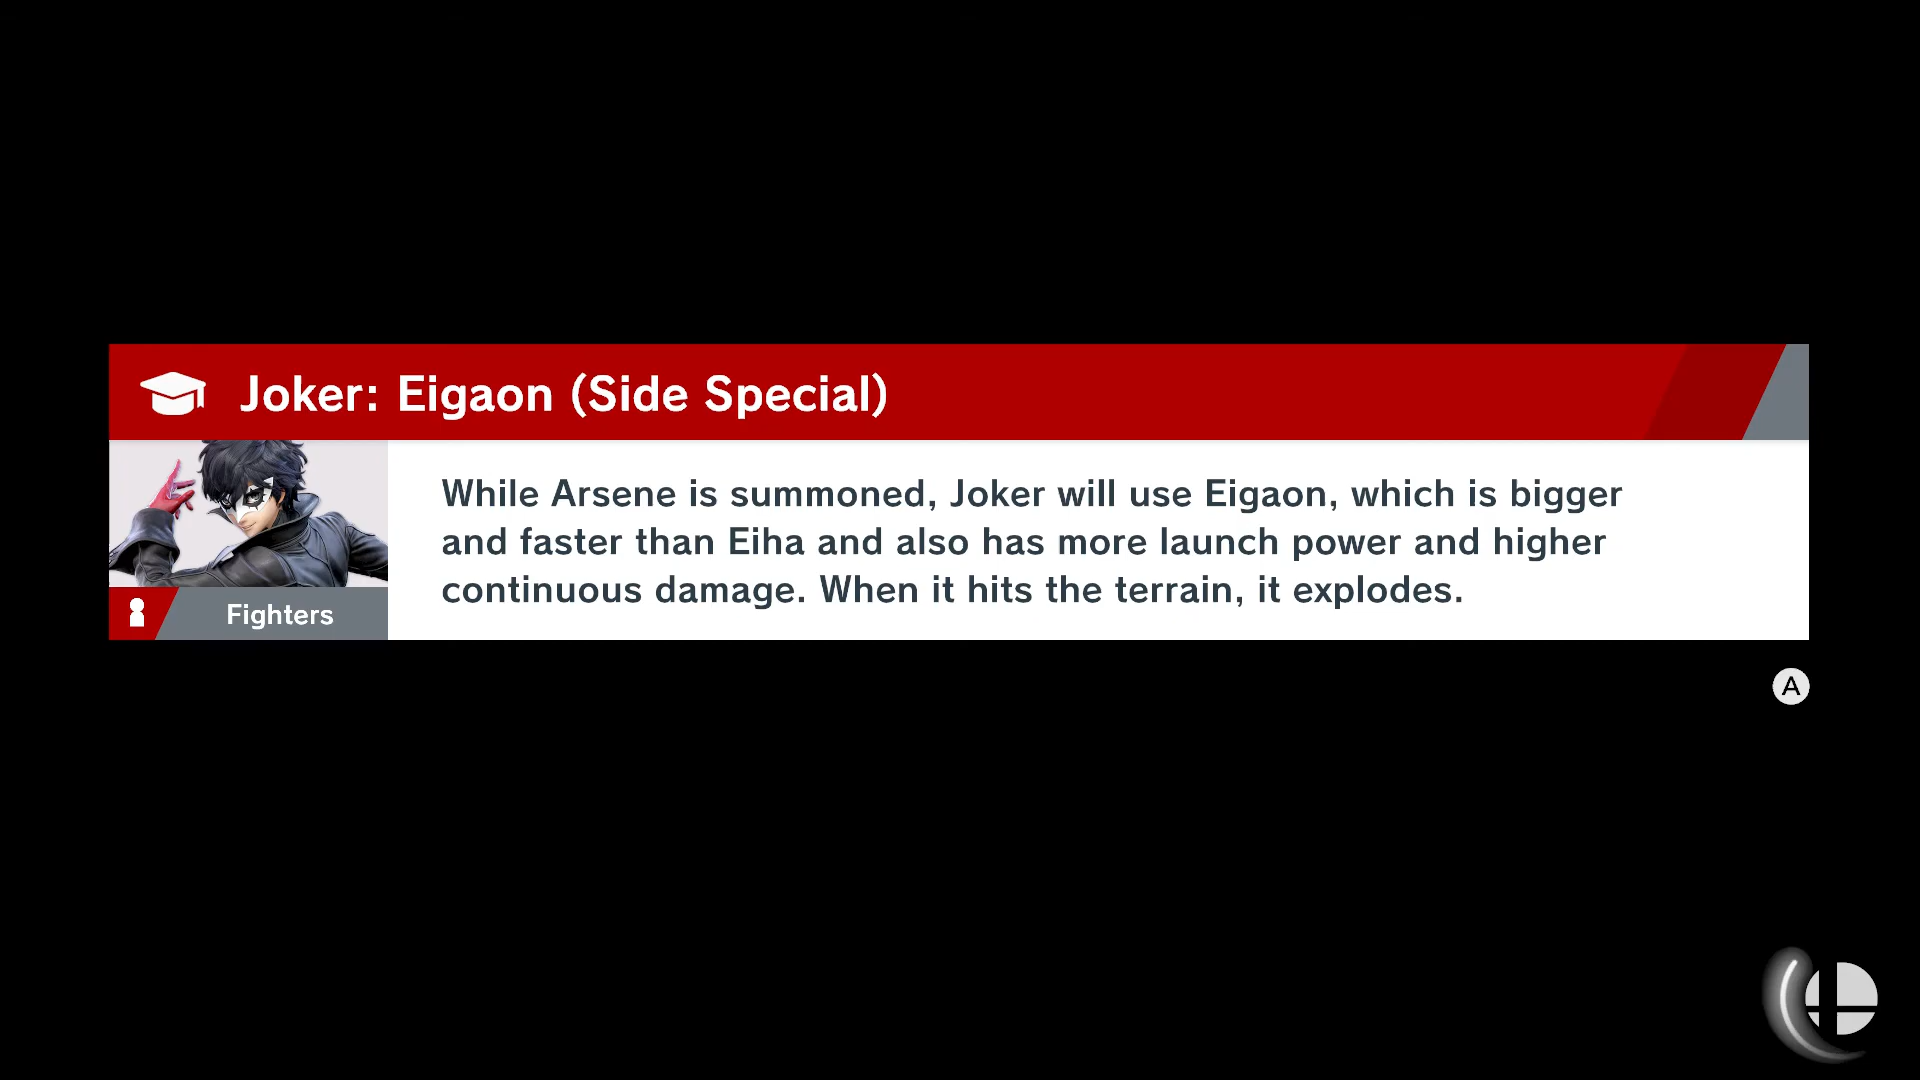 Joker: Eigaon (Side Special)
While Arsene is summoned, Joker will use Eigaon, which is bigger
and faster than Eiha and also has more launch power and higher
continuous damage. When it hits the terrain, it explodes.
Fighters
A